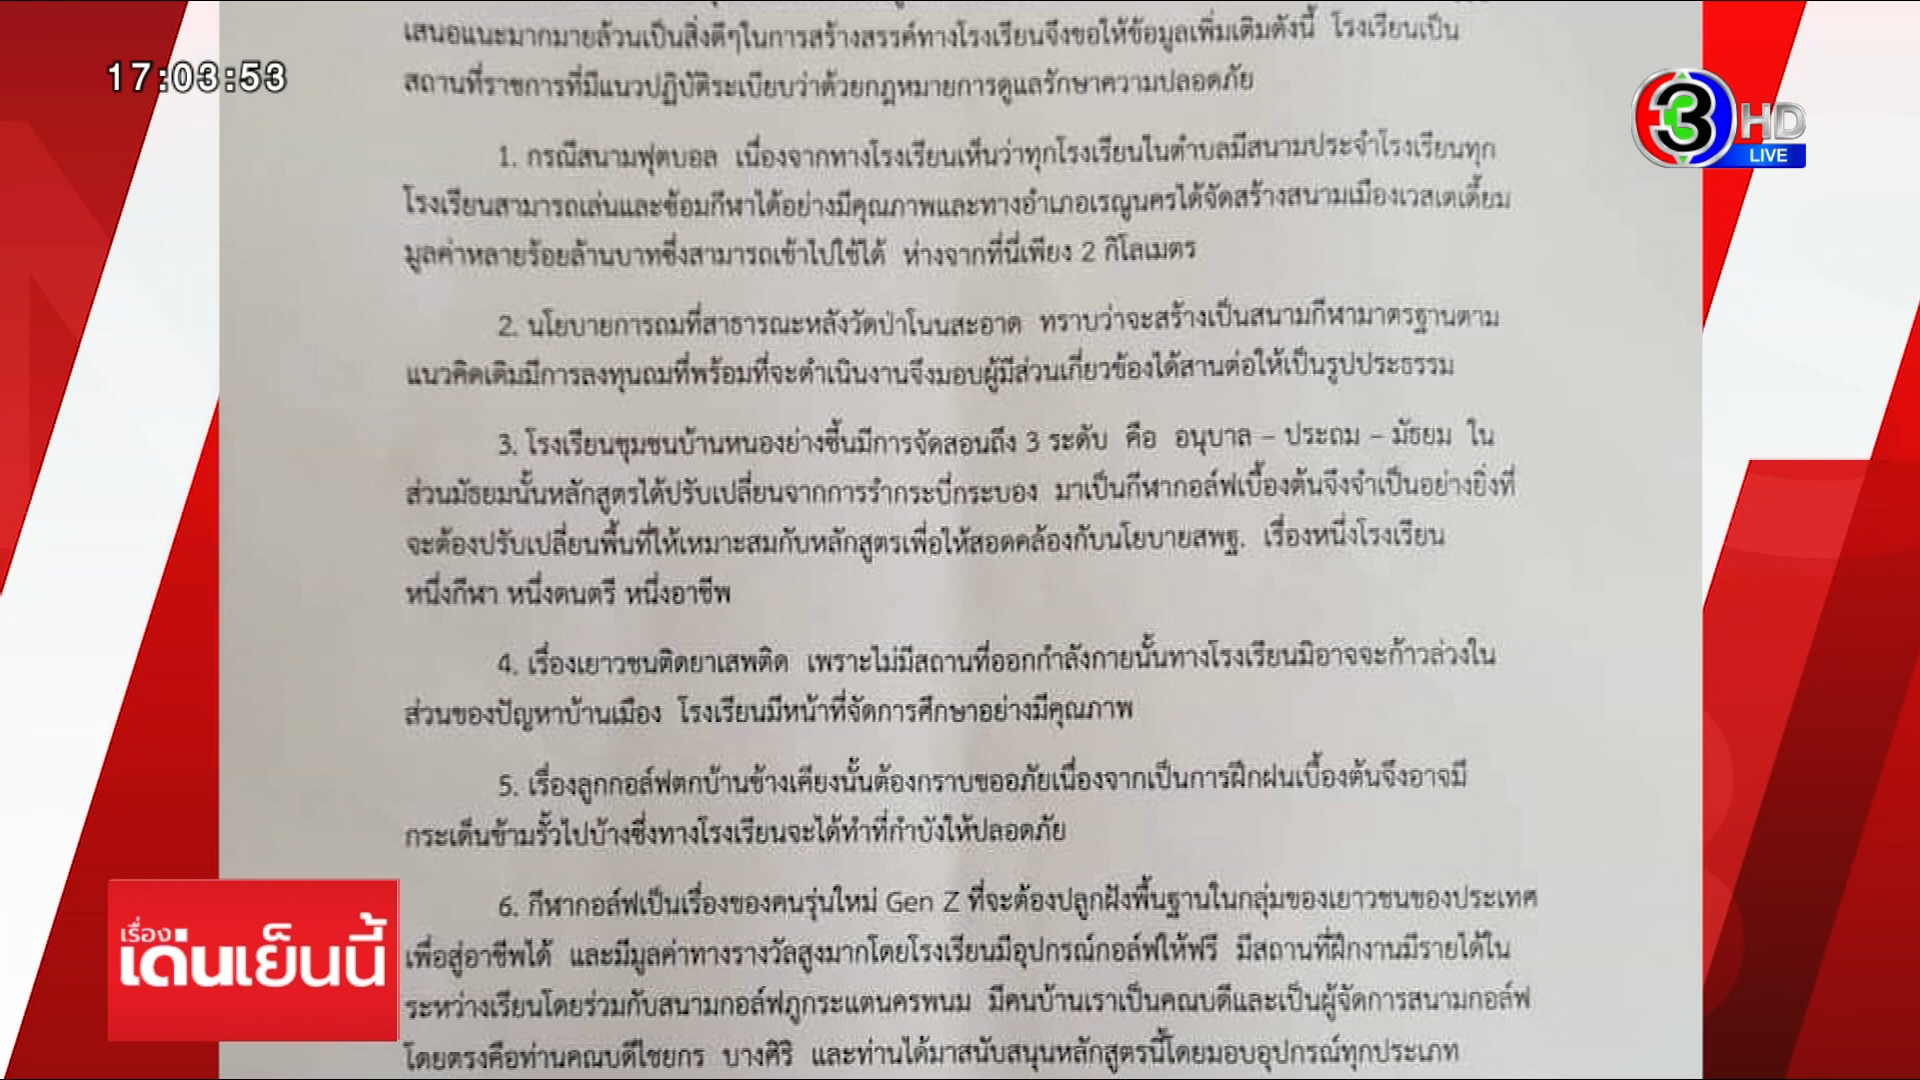 เสนอแนะมากมายล้วนเป็นสิ่งดีๆในการสร้างสรรค์ทางโรงเรียนจึงขอให้ข้อมูลเพิ่มเติมดังนี้ โรงเรียนเป็น
17:03:53
สถานที่ราชการที่มีแนวปฏิบัติระเบียบว่าด้วยกฎหมายการดูแลรักษาความปลอดภัย
3 HD
LIVE
1. กรณีสนามฟุตบอล เนื่องจากทางโรงเรียนเห็นว่าทุกโรงเรียนในตำบลมีสนามประจำโรงเรียนทุก
โรงเรียนสามารถเล่นและซ้อมกีฬาได้อย่างมีคุณภาพและทางอำเภอเรณูนครได้จัดสร้างสนามเมืองเวสเตเดี้ยม
มูลค่าหลายร้อยล้านบาทซึ่งสามารถเข้าไปใช้ได้ ห่างจากที่นี่เพียง 2 กิโลเมตร
2. นโยบายการถมที่สาธารณะหลังวัดป่าโนนสะอาด ทราบว่าจะสร้างเป็นสนามกีฬามาตรฐานตาม
แนวคิดเดิมมีการลงทุนถมที่พร้อมที่จะดำเนินงานจึงมอบผู้มีส่วนเกี่ยวข้องได้สานต่อให้เป็นรูปประธรรม
3. โรงเรียนชุมชนบ้านหนองย่างชิ้นมีการจัดสอนถึง 3 ระดับ คือ อนุบาล – ประถม – มัธยม ใน
ส่วนมัธยมนั้นหลักสูตรได้ปรับเปลี่ยนจากการรำกระบี่กระบอง มาเป็นกีฬากอล์ฟเบื้องต้นจึงจำเป็นอย่างยิ่งที่
จะต้องปรับเปลี่ยนพื้นที่ให้เหมาะสมกับหลักสูตรเพื่อให้สอดคล้องกับนโยบายสพฐ. เรื่องหนึ่งโรงเรียน
หนึ่งกีฬา หนึ่งดนตรี หนึ่งอาชีพ
4. เรื่องเยาวชนติดยาเสพติด เพราะไม่มีสถานที่ออกกำลังกายนั้นทางโรงเรียนมิอาจจะก้าวล่วงใน
ส่วนของปัญหาบ้านเมือง โรงเรียนมีหน้าที่จัดการศึกษาอย่างมีคุณภาพ
5. เรื่องลูกกอล์ฟตกบ้านข้างเคียงนั้นต้องกราบขออภัยเนื่องจากเป็นการฝึกฝนเบื้องต้นจึงอาจมี
กระเด็นข้ามรั้วไปบ้างซึ่งทางโรงเรียนจะได้ทำที่กำบังให้ปลอดภัย
6. กีฬากอล์ฟเป็นเรื่องของคนรุ่นใหม่ Gen Z ที่จะต้องปลูกฝังพื้นฐานในกลุ่มของเยาวชนของประเทศ
เพื่อสู่อาชีพได้ และมีมูลค่าทางรางวัลสูงมากโดยโรงเรียนมีอุปกรณ์กอล์ฟให้ฟรี มีสถานที่ฝึกงานมีรายได้ใน
ระหว่างเรียนโดยร่วมกับสนามกอล์ฟภูกระแตนครพนม มีคนบ้านเราเป็นคณบดีและเป็นผู้จัดการสนามกอล์ฟ
โดยตรงคือท่านคณบดีไชยกร บางศิริ และท่านได้มาสนับสนุนหลักสูตรนี้โดยมอบอุปกรณ์ทุกประเภท
เรื่อง
เด่นเย็นนี้